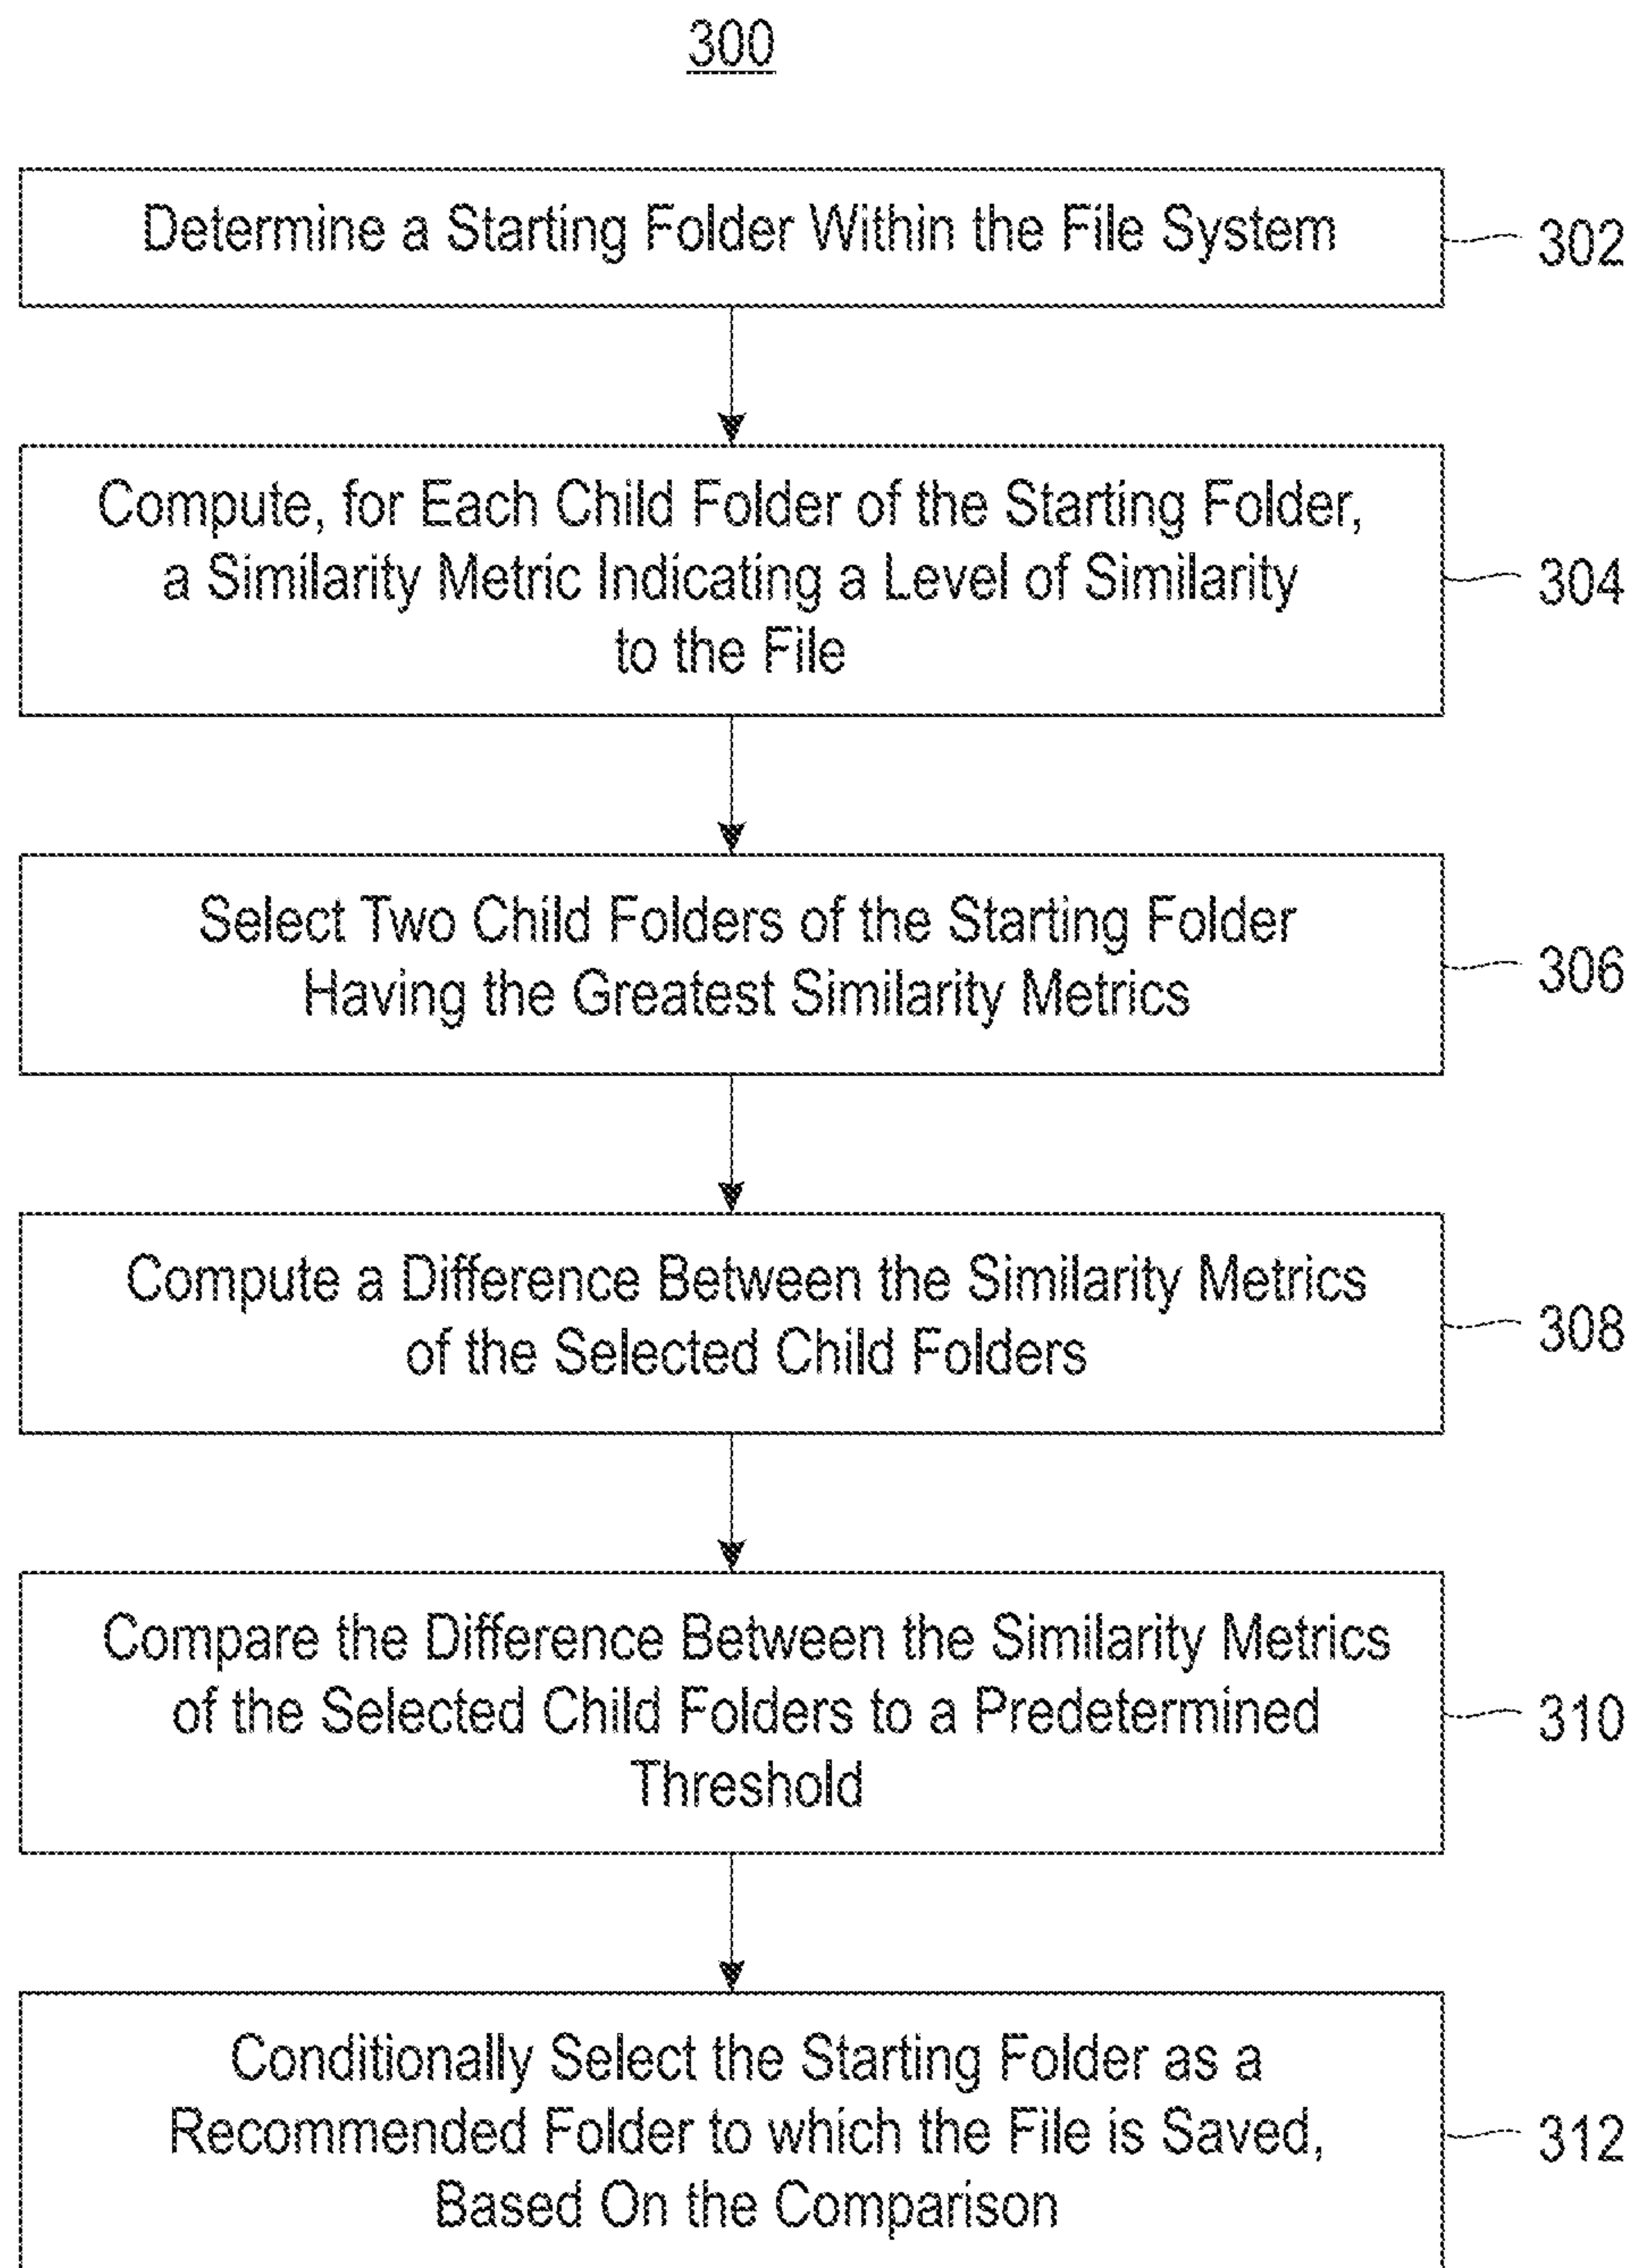 300
Determine a Starting Folder Within the File System
302
Compute, for Each Child Folder of the Starting Folder,
a Similarity Metric Indicating a Level of Similarity
to the File
304
Select Two Child Folders of the Starting Folder
Having the Greatest Similarity Metrics
306
Compute a Difference Between the Similarity Metrics
of the Selected Child Folders
308
Compare the Difference Between the Similarity Metrics
of the Selected Child Folders to a Predetermined
Threshold
310
Conditionally Select the Starting Folder as a
Recommended Folder to which the File is Saved,
Based On the Comparison
312